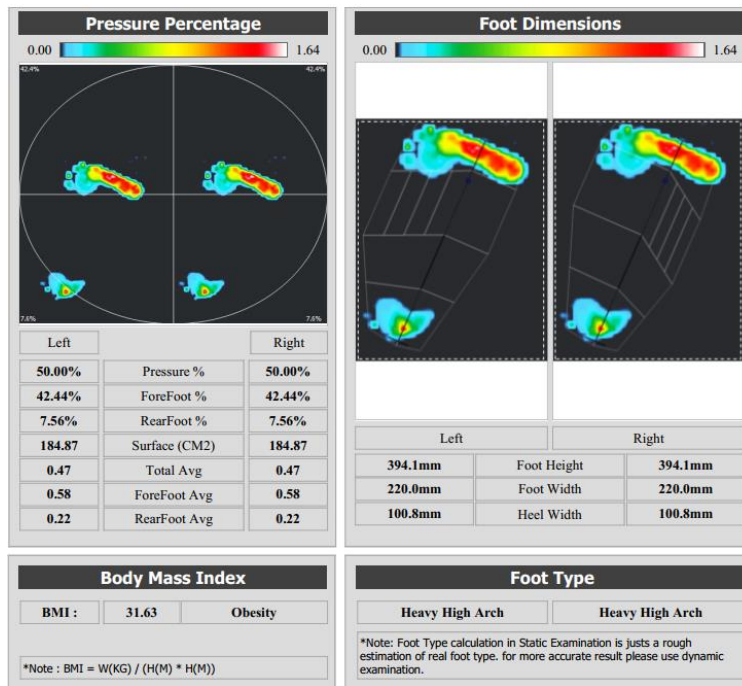 Pressure Percentage
0.00 1.64
42.4% 42.4%
7.6% 7.6%
Left Right
50.00% Pressure % 50.00%
42.44% ForeFoot % 42.44%
7.56% RearFoot % 7.56%
184.87 Surface (CM2) 184.87
0.47 Total Avg 0.47
0.58 ForeFoot Avg 0.58
0.22 RearFoot Avg 0.22
Foot Dimensions
0.00 1.64
Left Right
394.1mm Foot Height 394.1mm
220.0mm Foot Width 220.0mm
100.8mm Heel Width 100.8mm
Body Mass Index
BMI : 31.63 Obesity
*Note : BMI = W(KG) / (H(M) * H(M))
Foot Type
Heavy High Arch Heavy High Arch
*Note: Foot Type calculation in Static Examination is justs a rough
estimation of real foot type. for more accurate result please use dynamic
examination.